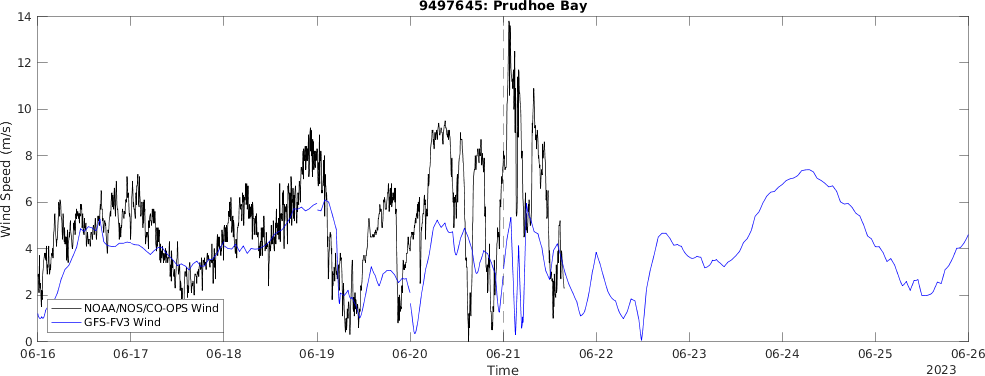 9497645: Prudhoe Bay
14
12
10
8
6
4
2
0
Wind Speed (m/s)
NOAA/NOS/CO-OPS Wind
GFS-FV3 Wind
06-16 06-17 06-18 06-19 06-20 06-21 06-22 06-23 06-24 06-25 06-26
Time
2023